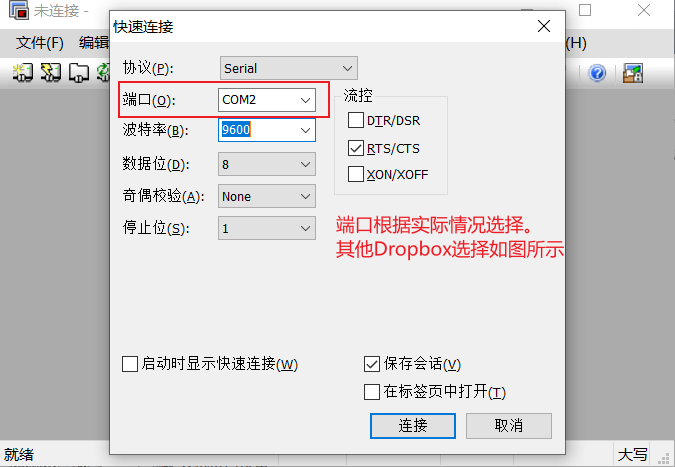 未连接 -
快速连接
文件(F) 编辑
(H)
协议(P): Serial
端口(O): COM2
波特率(B): 9600
数据位(D): 8
奇偶校验(A): None
停止位(S): 1
流控
DTR/DSR
RTS/CTS
XON/XOFF
端口根据实际情况选择。
其他Dropbox选择如图所示
启动时显示快速连接(W)
保存会话(V)
在标签页中打开(T)
连接
取消
就绪
大写